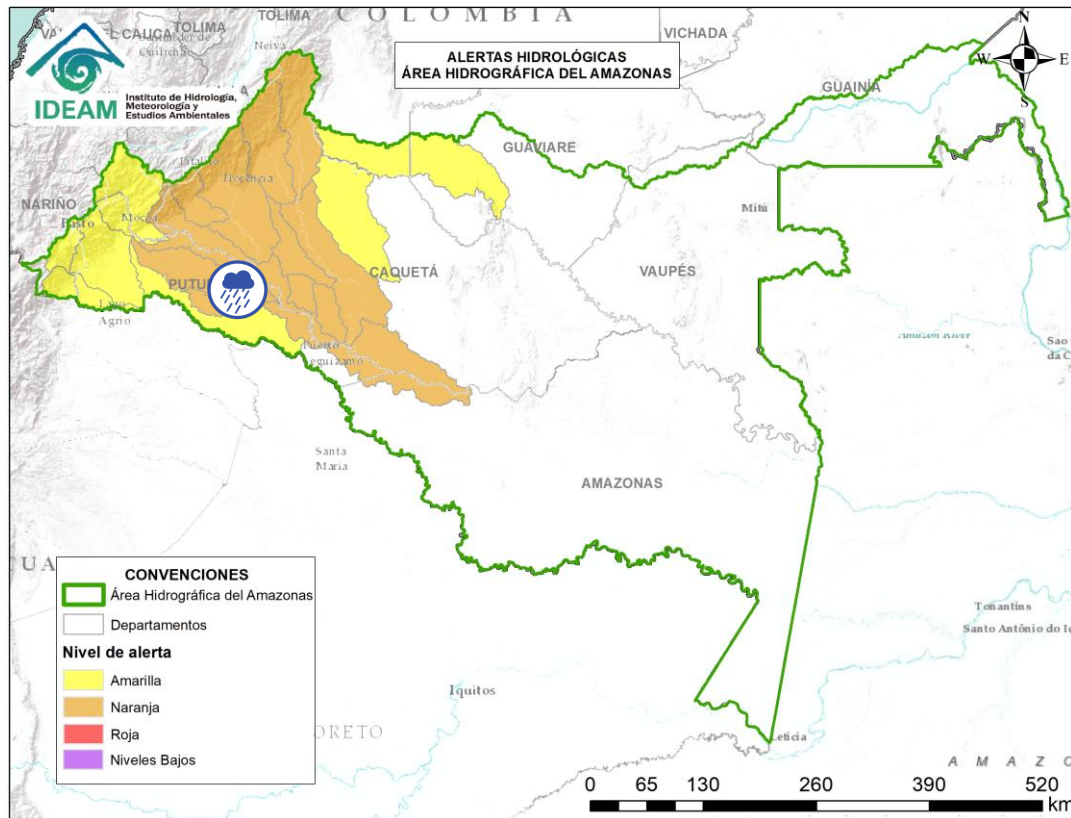 COLOMBIA
TOLIMA
TOLIMA
CAUCA
Neiva
VICHADA
IDEAM
Instituto de Hidrología,
Meteorología y
Estudios Ambientales
ALERTAS HIDROLÓGICAS
ÁREA HIDROGRÁFICA DEL AMAZONAS
N
W
E
S
GUAINÍA
GUAVIARE
Florencia
NARIÑO
Pasto
Mocoa
Mitú
CAQUETÁ
VAUPÉS
Lago
Agrio
Puerto
Leguizamo
Amazon River
Santa
Maria
AMAZONAS
CONVENCIONES
Área Hidrográfica del Amazonas
Departamentos
Nivel de alerta
Amarilla
Naranja
Roja
Niveles Bajos
Tonantins
Santo Antônio do
Iquitos
ORETO
Leticia
0 65 130 260 390 520
km